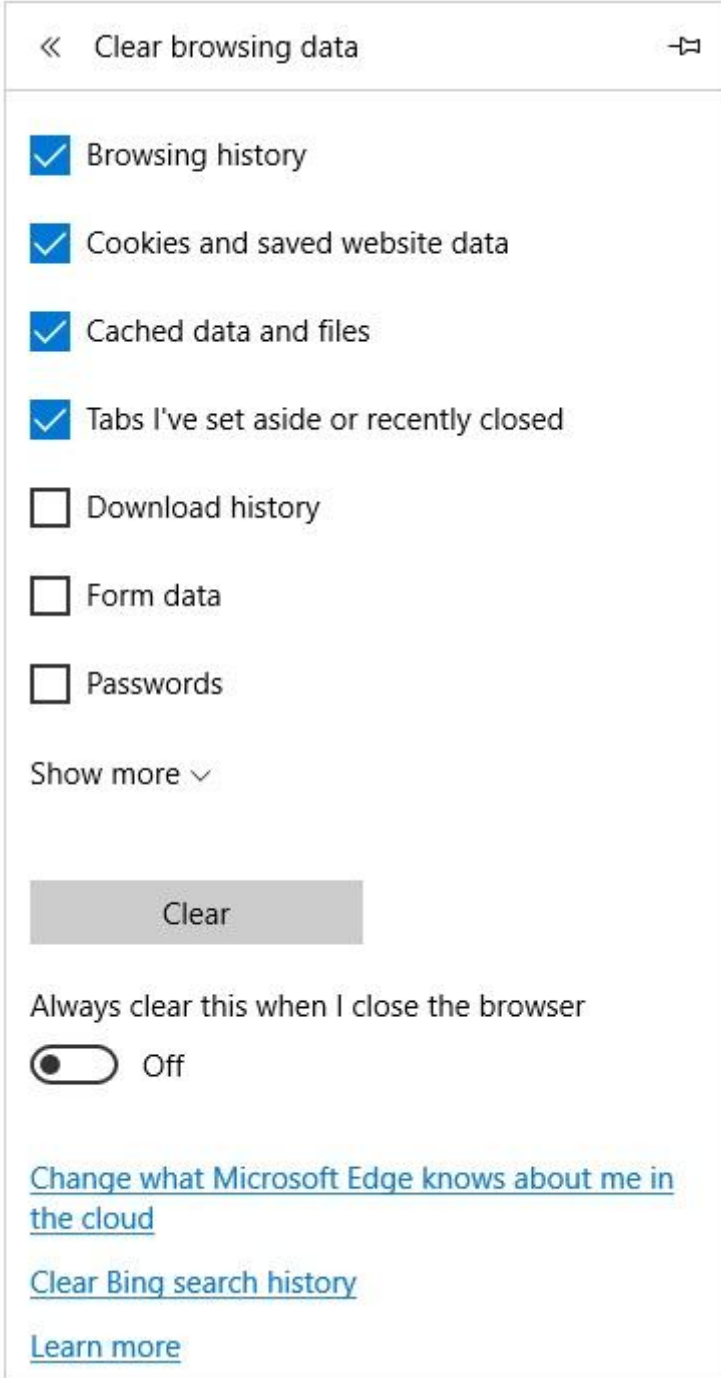 Clear browsing data
Browsing history
Cookies and saved website data
Cached data and files
Tabs I've set aside or recently closed
Download history
Form data
Passwords
Show more
Clear
Always clear this when I close the browser
Off
Change what Microsoft Edge knows about me in
the cloud
Clear Bing search history
Learn more